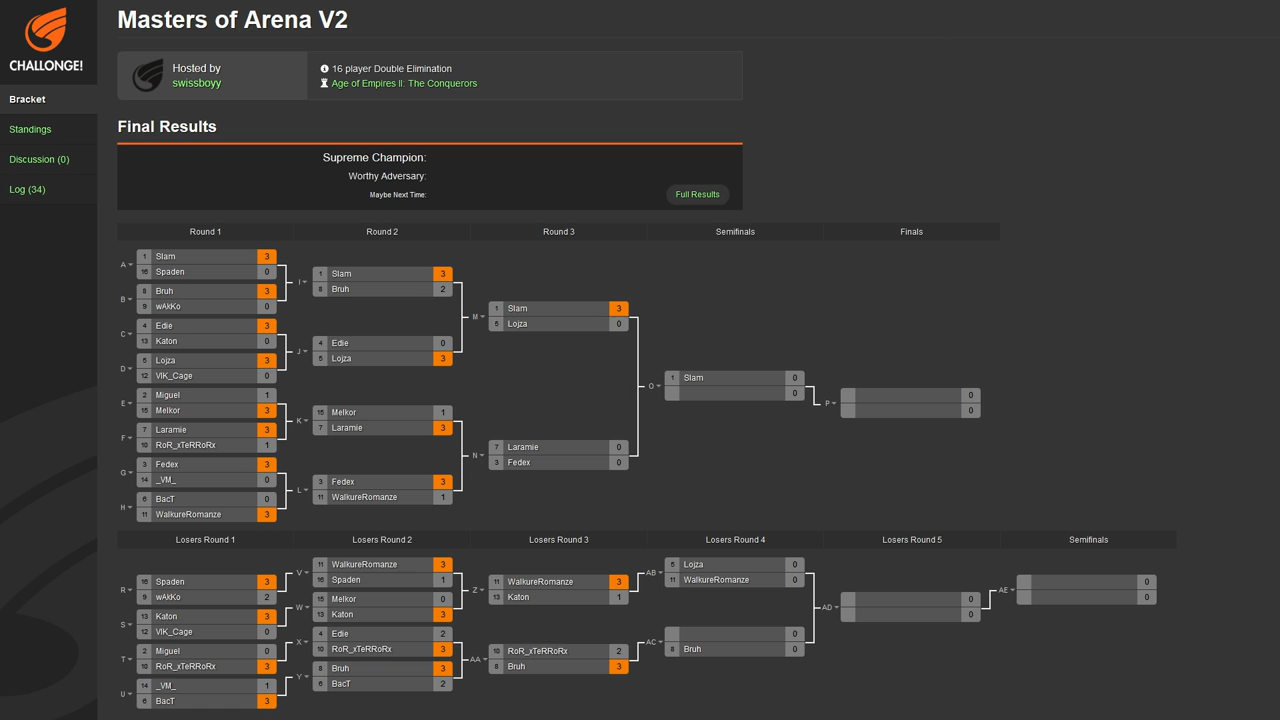 Masters of Arena V2
CHALLONGE!
Hosted by
swissboyy
16 player Double Elimination
Age of Empires II: The Conquerors
Bracket
Standings
Discussion (0)
Log (34)
Final Results
Supreme Champion:
Worthy Adversary:
Maybe Next Time:
Full Results
Round 1 Round 2 Round 3 Semifinals Finals
A 1 Slam 3
16 Spaden 0
B 8 Bruh 3
9 wAkKo 0
C 4 Edie 3
13 Katon 0
D 5 Lojza 3
12 VIK_Cage 0
E 2 Miguel 1
15 Melkor 3
F 7 Laramie 3
10 RoR_xTeRRoRx 1
G 3 Fedex 3
14 _VM_ 0
H 6 BacT 0
11 WalkureRomanze 3
I 1 Slam 3
8 Bruh 2
J 4 Edie 0
5 Lojza 3
K 15 Melkor 1
7 Laramie 3
L 3 Fedex 3
11 WalkureRomanze 1
M 1 Slam 3
5 Lojza 0
N 7 Laramie 0
3 Fedex 0
O 1 Slam 0
0
P 0
0
Losers Round 1 Losers Round 2 Losers Round 3 Losers Round 4 Losers Round 5 Semifinals
R 16 Spaden 3
9 wAkKo 2
S 13 Katon 3
12 VIK_Cage 0
T 2 Miguel 0
10 RoR_xTeRRoRx 3
U 14 _VM_ 1
6 BacT 3
V 11 WalkureRomanze 3
16 Spaden 1
W 15 Melkor 0
13 Katon 3
X 4 Edie 2
10 RoR_xTeRRoRx 3
Y 8 Bruh 3
6 BacT 2
Z 11 WalkureRomanze 3
13 Katon 1
AA 10 RoR_xTeRRoRx 2
8 Bruh 3
AB 5 Lojza 0
11 WalkureRomanze 0
AC 0
8 Bruh 0
AD 0
0
AE 0
0